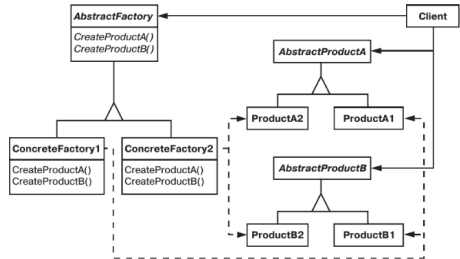 AbstractFactory
CreateProductA()
CreateProductB()
Client
AbstractProductA
ProductA2
ProductA1
ConcreteFactory1
CreateProductA()
CreateProductB()
ConcreteFactory2
CreateProductA()
CreateProductB()
AbstractProductB
ProductB2
ProductB1